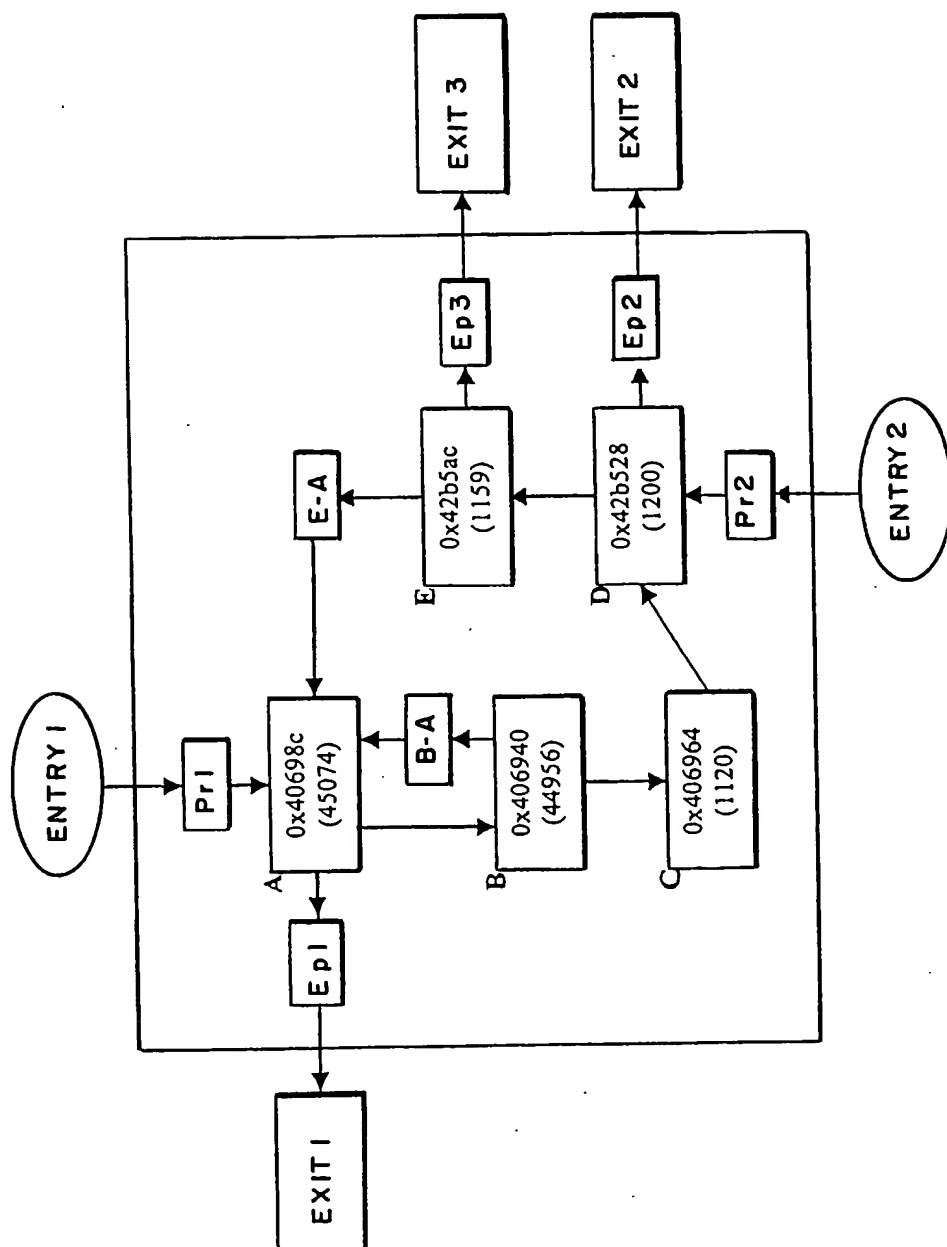 ENTRY 1
Pr1
A
0x40698c
(45074)
Ep1
EXIT 1
B-A
B
0x406940
(44956)
C
0x406964
(1120)
E-A
E
0x42b5ac
(1159)
Ep3
EXIT 3
D
0x42b528
(1200)
Ep2
EXIT 2
Pr2
ENTRY 2